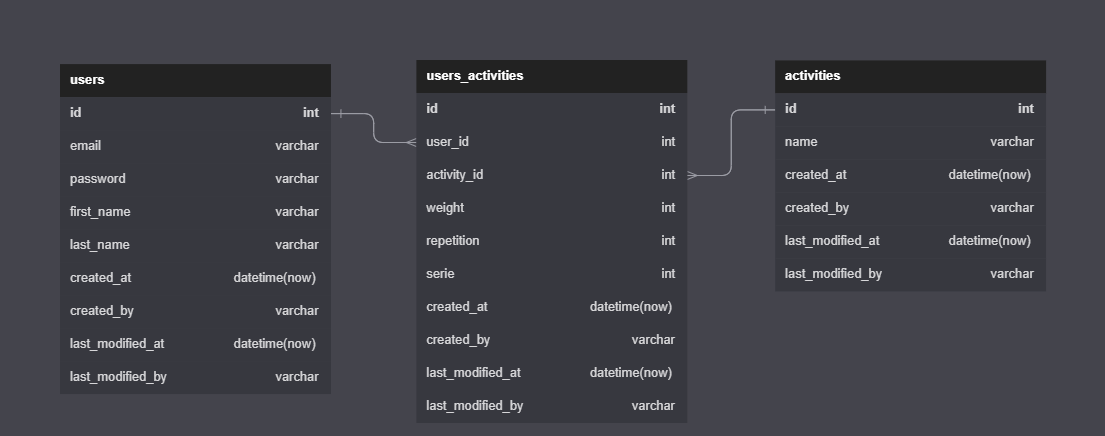 users
id int
email varchar
password varchar
first_name varchar
last_name varchar
created_at datetime(now)
created_by varchar
last_modified_at datetime(now)
last_modified_by varchar
users_activities
id int
user_id int
activity_id int
weight int
repetition int
serie int
created_at datetime(now)
created_by varchar
last_modified_at datetime(now)
last_modified_by varchar
activities
id int
name varchar
created_at datetime(now)
created_by varchar
last_modified_at datetime(now)
last_modified_by varchar